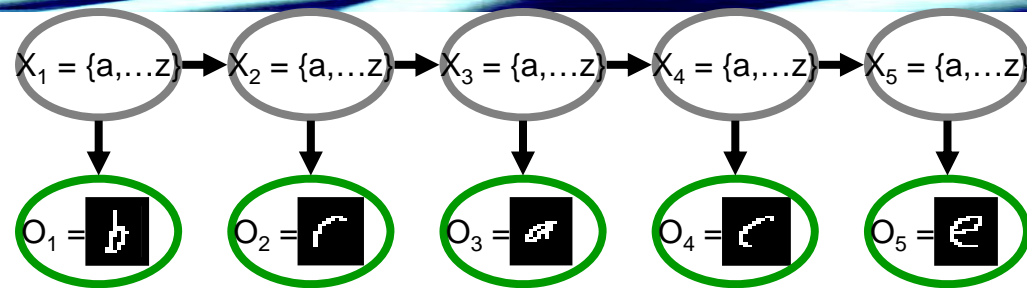 X₁ = {a,…z} X₂ = {a,…z} X₃ = {a,…z} X₄ = {a,…z} X₅ = {a,…z}
O₁ = b O₂ = r O₃ = a O₄ = c O₅ = e